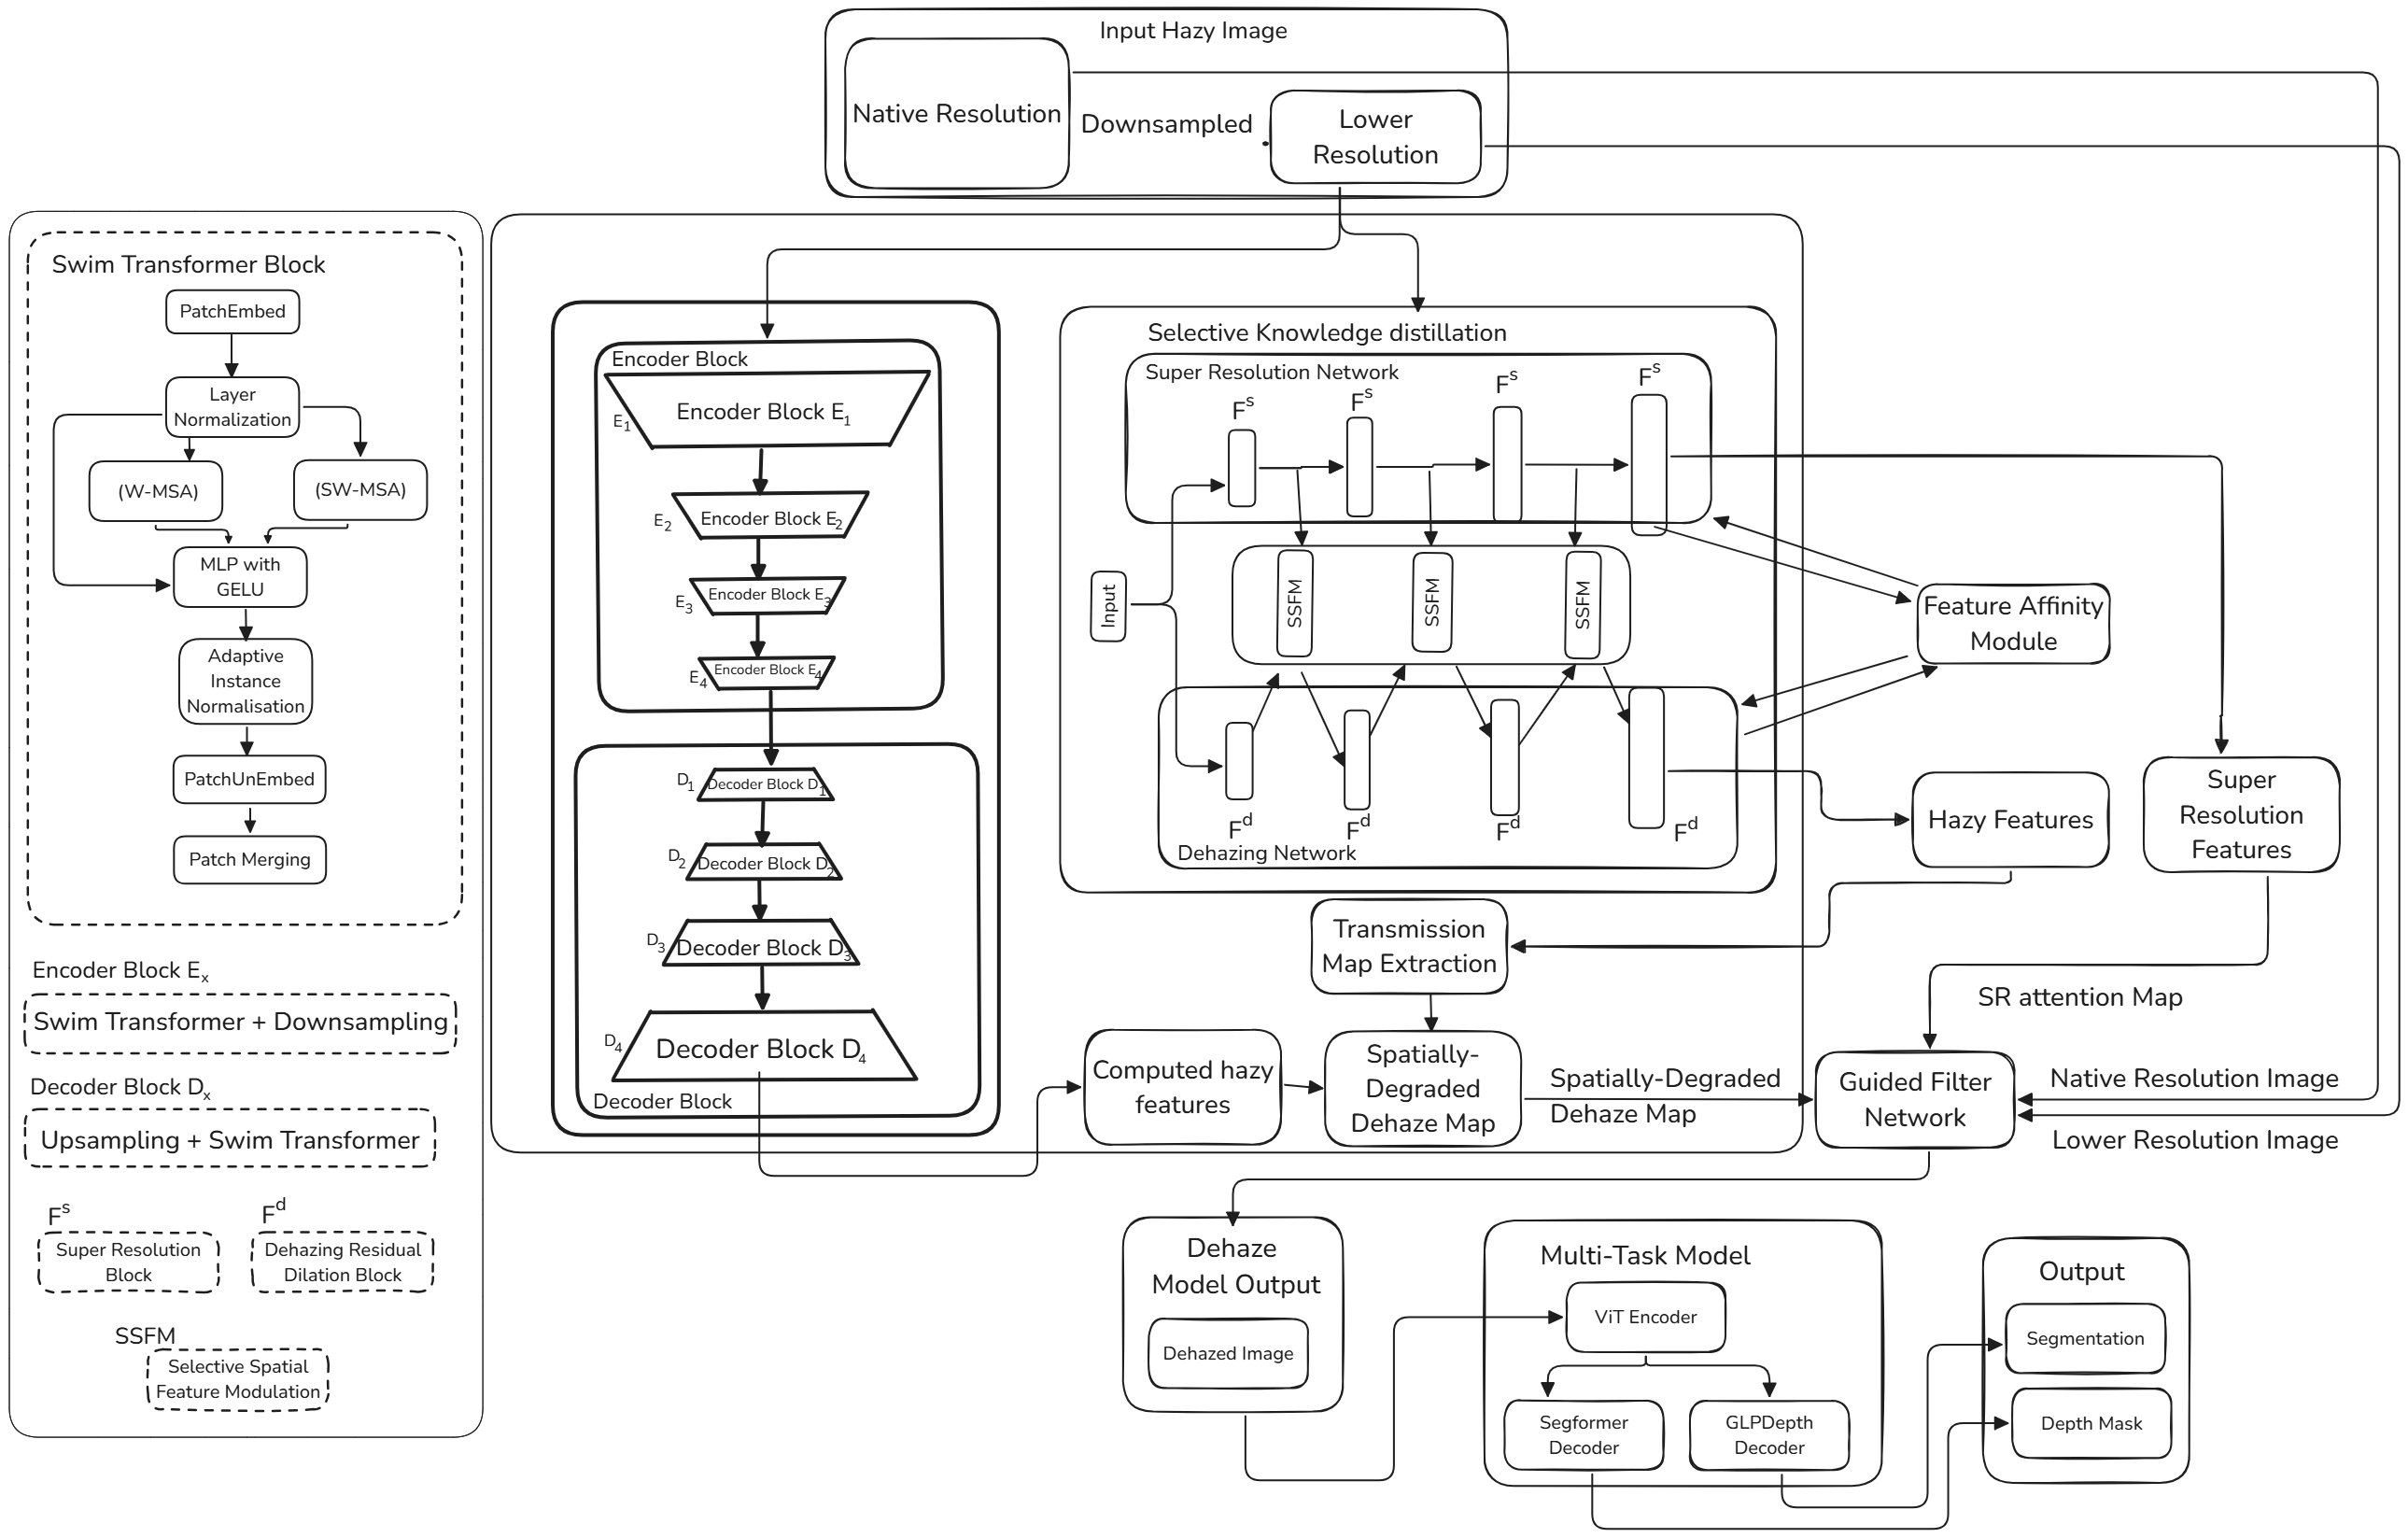 Input Hazy Image
Native Resolution
Downsampled
Lower
Resolution
Swim Transformer Block
PatchEmbed
Layer
Normalization
(W-MSA)
(SW-MSA)
MLP with
GELU
Adaptive
Instance
Normalisation
PatchUnEmbed
Patch Merging
Encoder Block Ex
Swim Transformer + Downsampling
Decoder Block Dx
Upsampling + Swim Transformer
Fs
Super Resolution
Block
Fd
Dehazing Residual
Dilation Block
SSFM
Selective Spatial
Feature Modulation
Encoder Block
E1
Encoder Block E1
E2
Encoder Block E2
E3
Encoder Block E3
E4
Encoder Block E4
D1
Decoder Block D1
D2
Decoder Block D2
D3
Decoder Block D3
D4
Decoder Block D4
Decoder Block
Selective Knowledge distillation
Super Resolution Network
Fs
Fs
Fs
Fs
Input
SSFM
SSFM
SSFM
Fd
Fd
Fd
Fd
Dehazing Network
Feature Affinity
Module
Hazy Features
Super
Resolution
Features
Transmission
Map Extraction
SR attention Map
Computed hazy
features
Spatially-
Degraded
Dehaze Map
Spatially-Degraded
Dehaze Map
Guided Filter
Network
Native Resolution Image
Lower Resolution Image
Dehaze
Model Output
Dehazed Image
Multi-Task Model
ViT Encoder
Segformer
Decoder
GLPDepth
Decoder
Output
Segmentation
Depth Mask